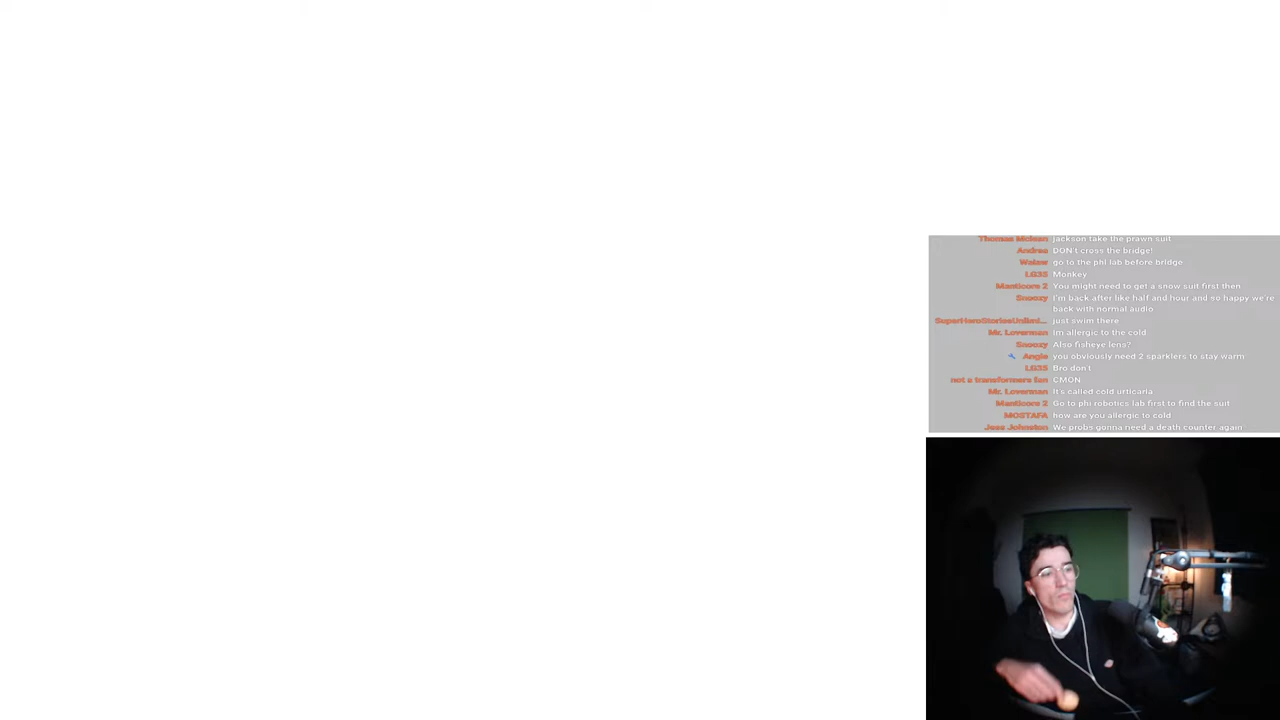 Thomas Mclean jackson take the prawn suit
Andrea DON't cross the bridge!
go to the phi lab before bridge
LG35 Monkey
Manticore 2 You might need to get a snow suit first then
Snoozy I'm back after like half and hour and so happy we're
back with normal audio
SuperHeroStoriesUnlimi... just swim there
Mr. Loverman Im allergic to the cold
Snoozy Also fisheye lens?
Angle you obviously need 2 sparklers to stay warm
LG35 Bro don't
not a transformers fan CMON
Mr. Loverman It's called cold urticaria
Manticore 2 Go to phi robotics lab first to find the suit
MOSTAFA how are you allergic to cold
Jess Johnston We probs gonna need a death counter again